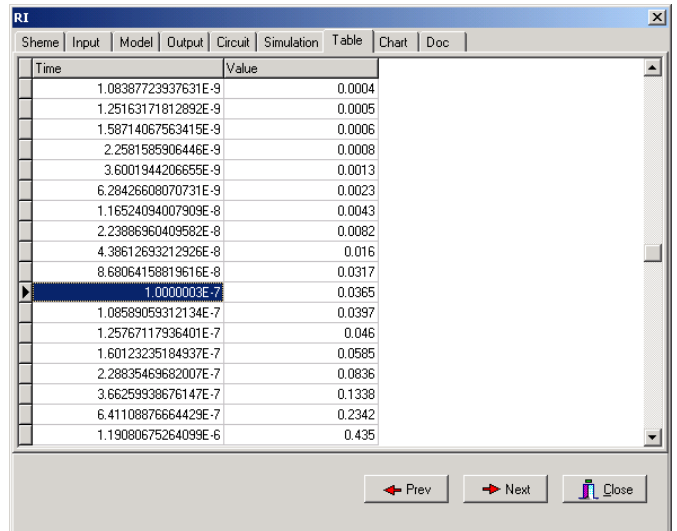 RI
Sheme Input Model Output Circuit Simulation Table Chart Doc
Time Value
1.08387723937631E-9 0.0004
1.25163171812892E-9 0.0005
1.58714067563415E-9 0.0006
2.2581585906446E-9 0.0008
3.6001944206655E-9 0.0013
6.28426608070731E-9 0.0023
1.16524094007909E-8 0.0043
2.23886960409582E-8 0.0082
4.38612693212926E-8 0.016
8.68064158819616E-8 0.0317
1.0000003E-7 0.0365
1.08589059312134E-7 0.0397
1.25767117936401E-7 0.046
1.60123235184937E-7 0.0585
2.28835469682007E-7 0.0836
3.66259938676147E-7 0.1338
6.41108876664429E-7 0.2342
1.19080675264099E-6 0.435
Prev Next Close